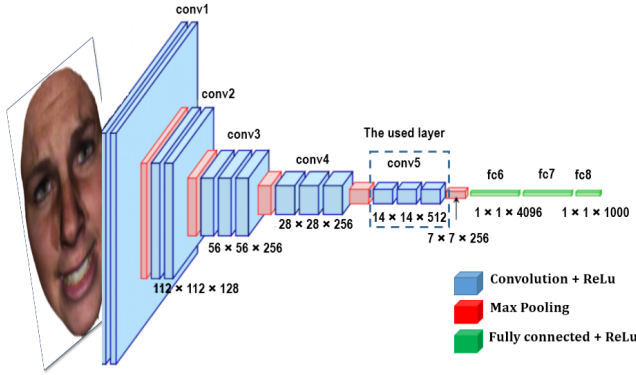 conv1
conv2
conv3
conv4
The used layer
conv5
fc6
fc7
fc8
14 × 14 × 512
1 × 1 × 4096
1 × 1 × 1000
28 × 28 × 256
7 × 7 × 256
56 × 56 × 256
112 × 112 × 128
Convolution + ReLu
Max Pooling
Fully connected + ReLu